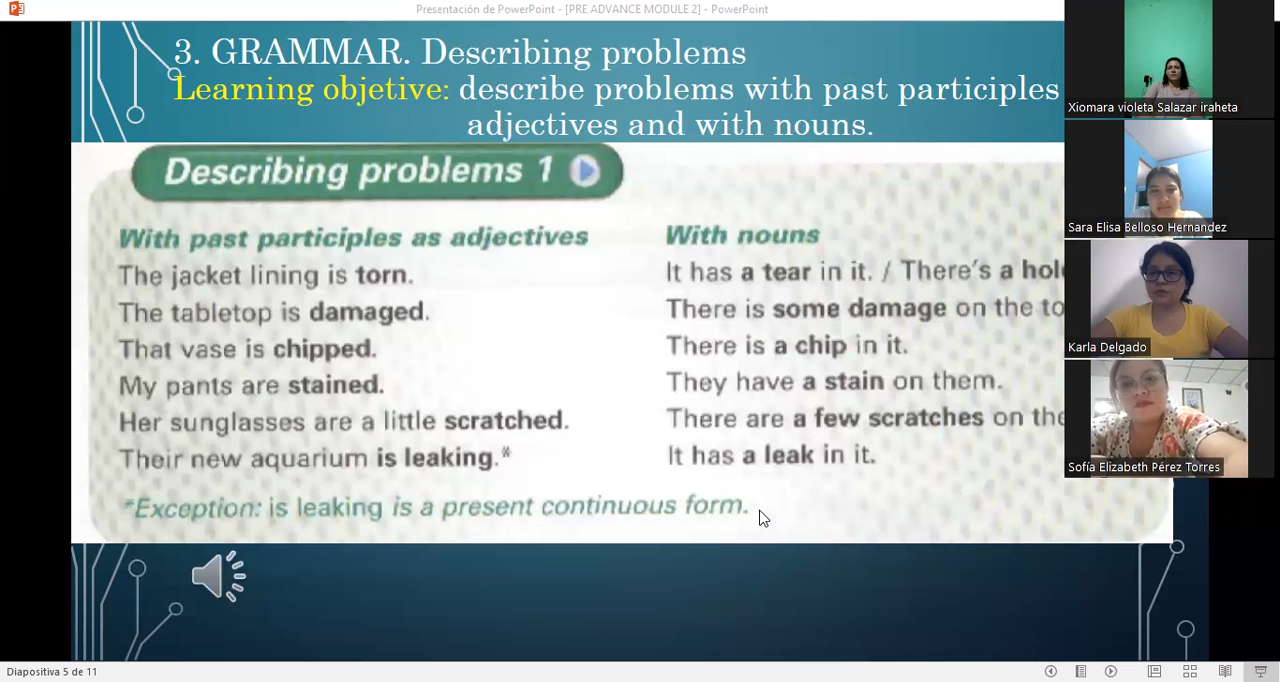 Presentación de PowerPoint - [PRE ADVANCE MODULE 2] - PowerPoint
3. GRAMMAR. Describing problems
Learning objetive: describe problems with past participles
adjectives and with nouns.
Describing problems 1
With past participles as adjectives
The jacket lining is torn.
The tabletop is damaged.
That vase is chipped.
My pants are stained.
Her sunglasses are a little scratched.
Their new aquarium is leaking.*
With nouns
It has a tear in it. / There's a
There is some damage on the
There is a chip in it.
They have a stain on them.
There are a few scratches on
It has a leak in it.
*Exception: is leaking is a present continuous form.
Xiomara violeta Salazar iraheta
Sara Elisa Belloso Hernandez
Karla Delgado
Sofía Elizabeth Pérez Torres
Diapositiva 5 de 11